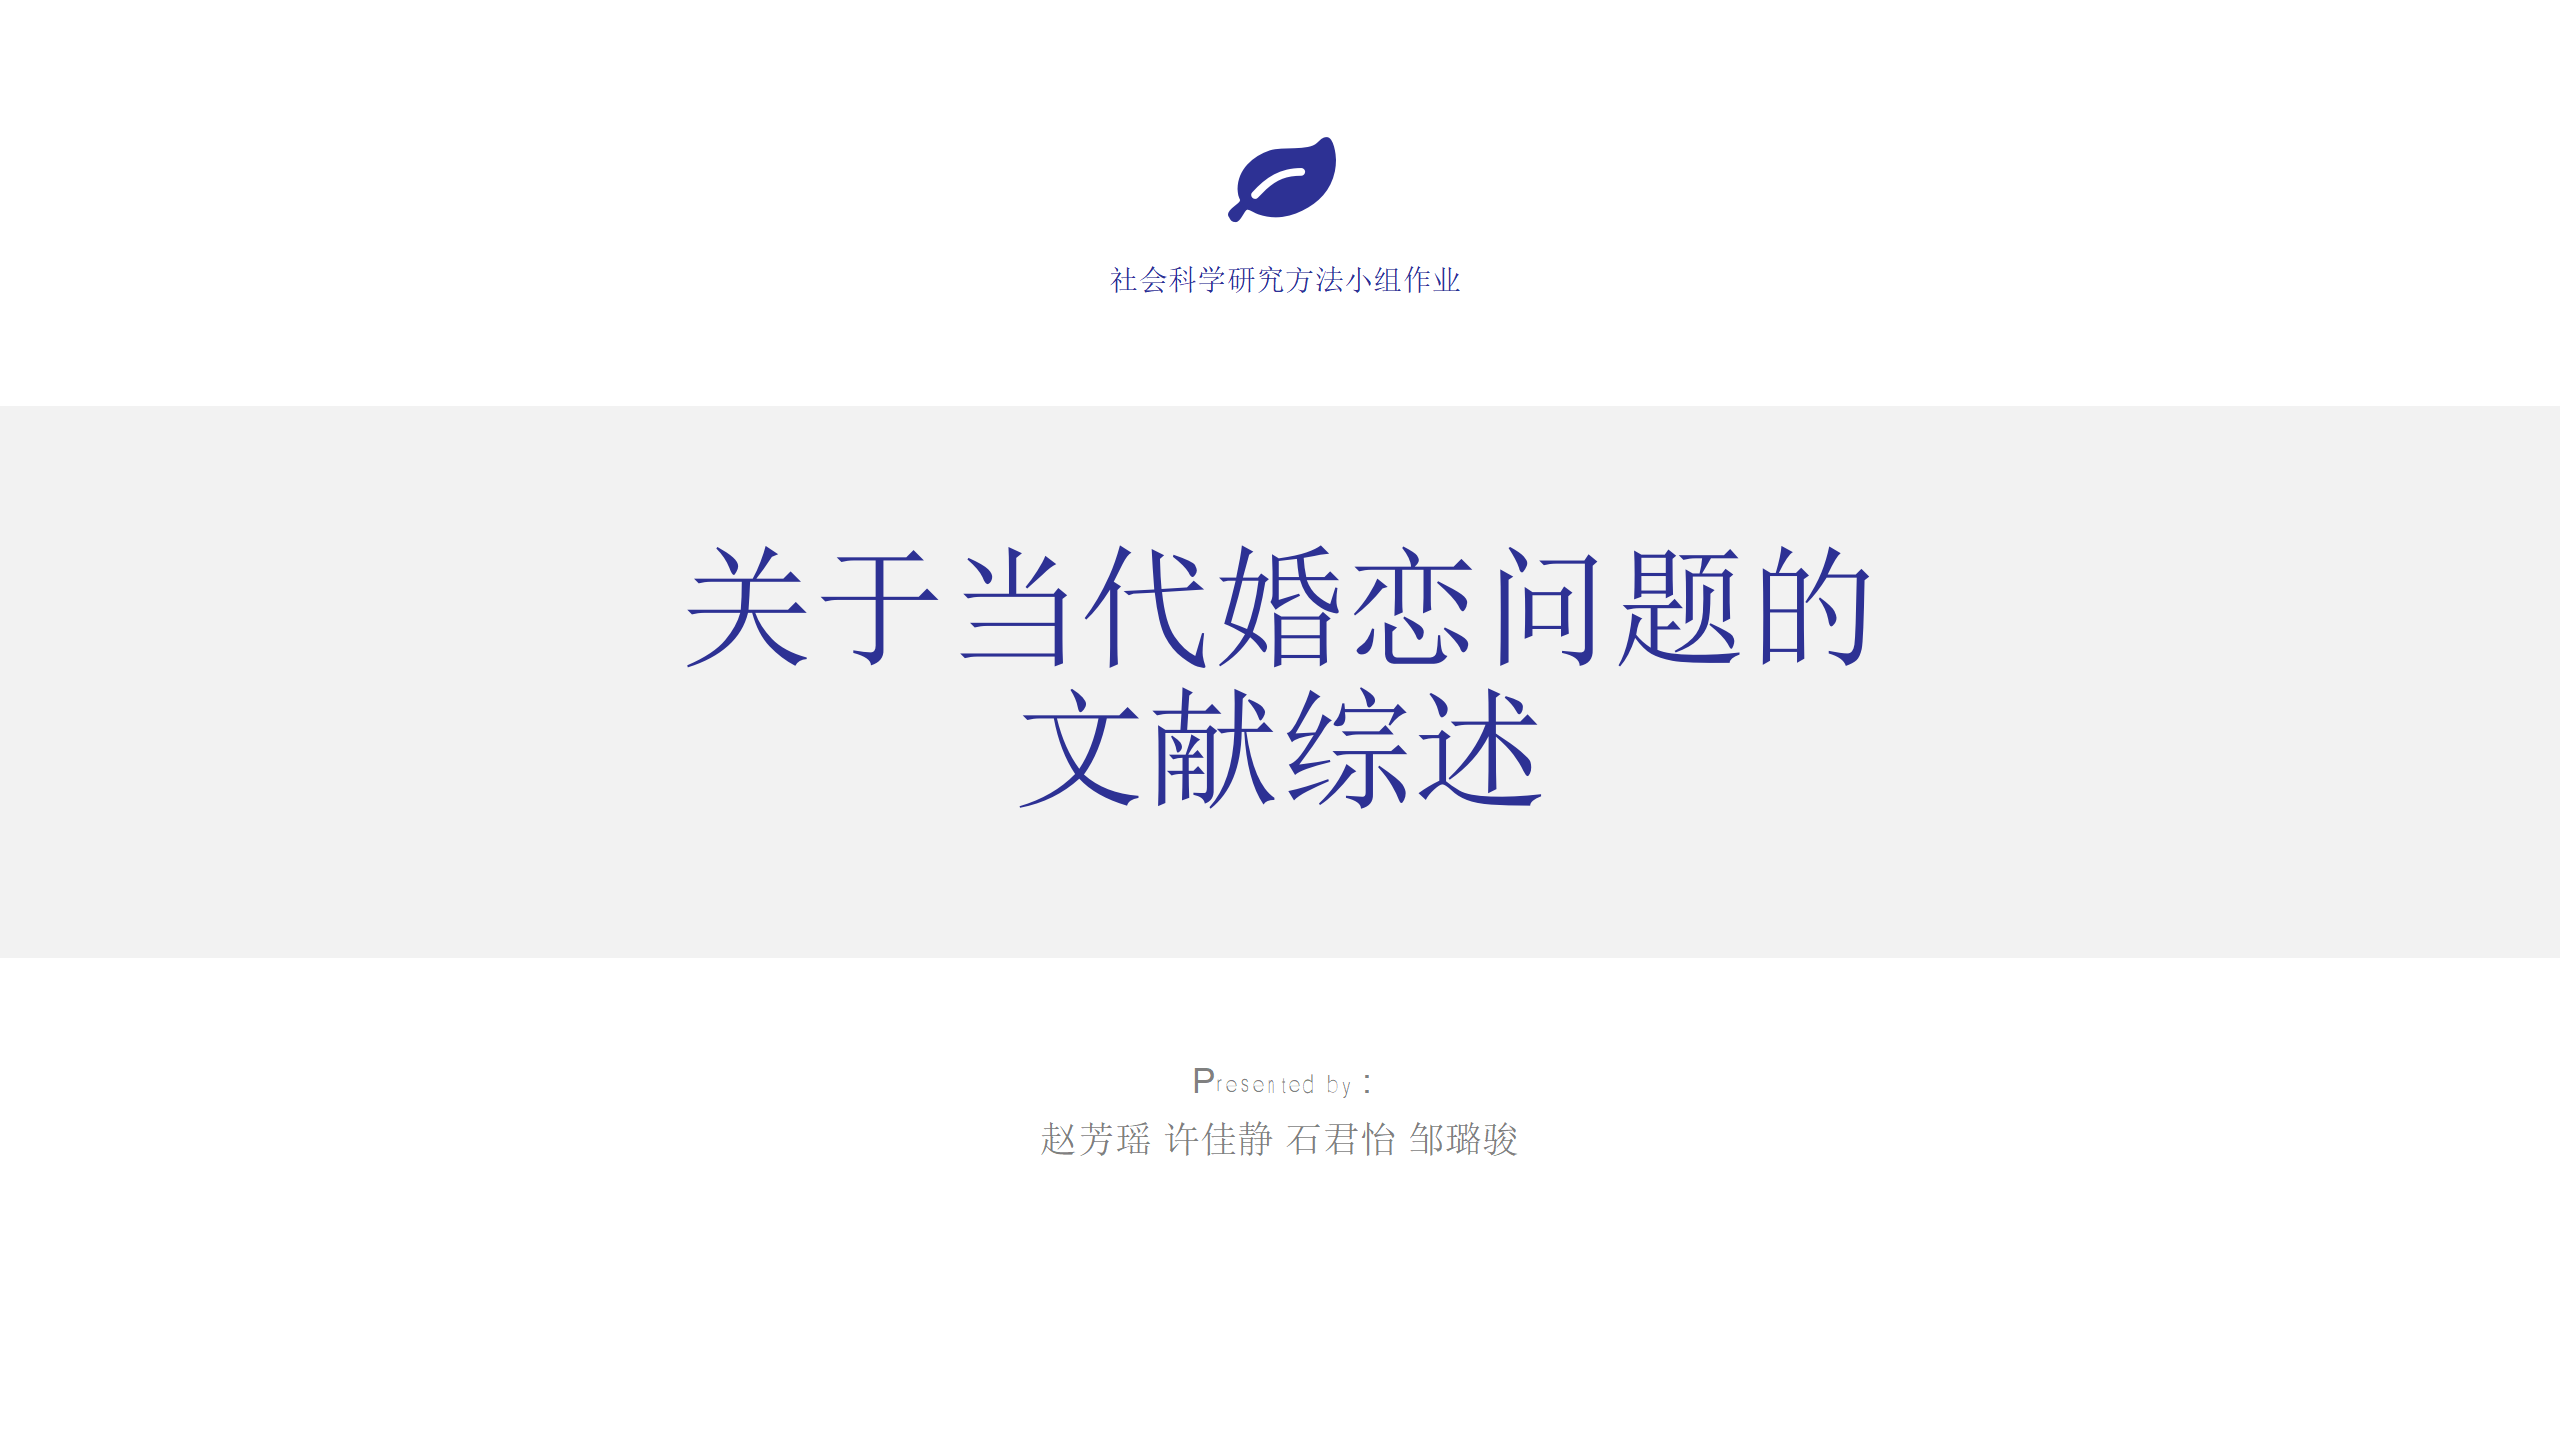 社会科学研究方法小组作业
关于当代婚恋问题的
文献综述
Presented by：
赵芳瑶 许佳静 石君怡 邹璐骏